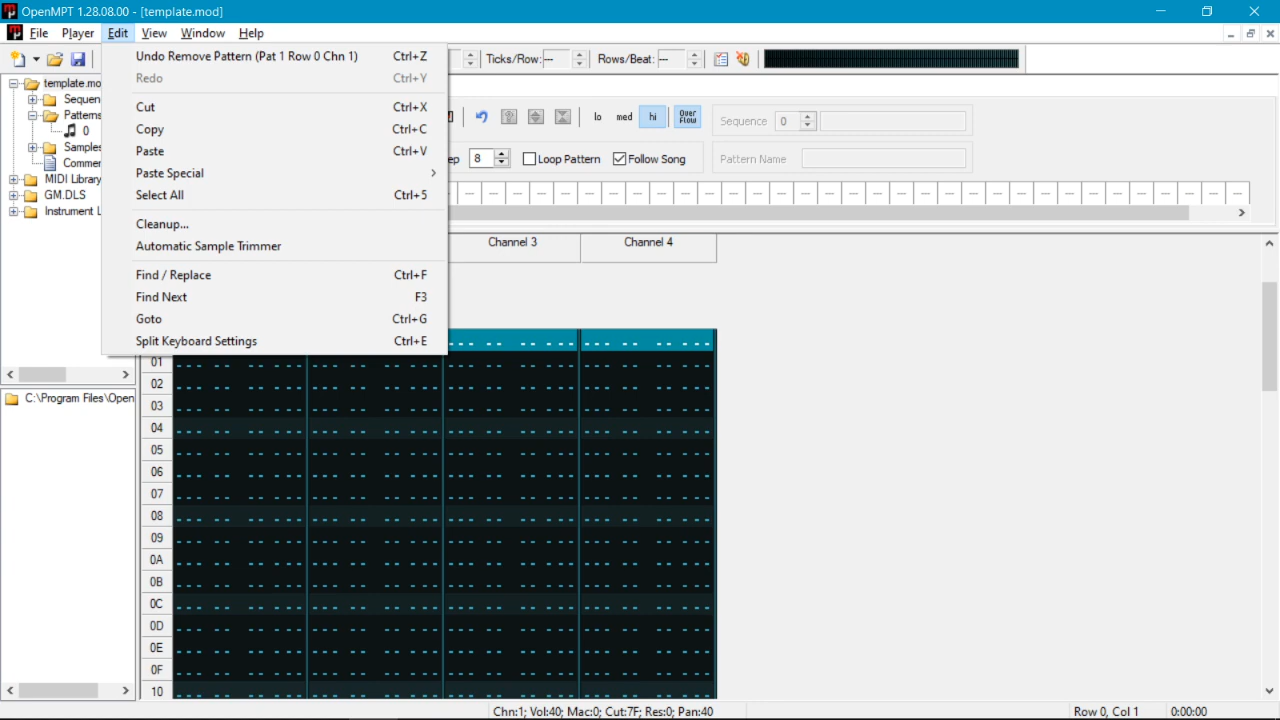 OpenMPT 1.28.08.00 - [template.mod]
File Player Edit View Window Help
Undo Remove Pattern (Pat 1 Row 0 Chn 1) Ctrl+Z
Redo Ctrl+Y
Cut Ctrl+X
Copy Ctrl+C
Paste Ctrl+V
Paste Special
Select All Ctrl+5
Cleanup...
Automatic Sample Trimmer
Find / Replace Ctrl+F
Find Next F3
Goto Ctrl+G
Split Keyboard Settings Ctrl+E
Ticks/Row: --- Rows/Beat: ---
lo med hi Over Flow Sequence 0
8 Loop Pattern Follow Song Pattern Name
template.mo
Sequen
Patterns
0
Samples
Commer
MIDI Library
GM.DLS
Instrument L
C:\Program Files\Open
Channel 3 Channel 4
01
02
03
04
05
06
07
08
09
0A
0B
0C
0D
0E
0F
10
Chn:1; Vol:40; Mac:0; Cut:7F; Res:0; Pan:40 Row 0, Col 1 0:00:00